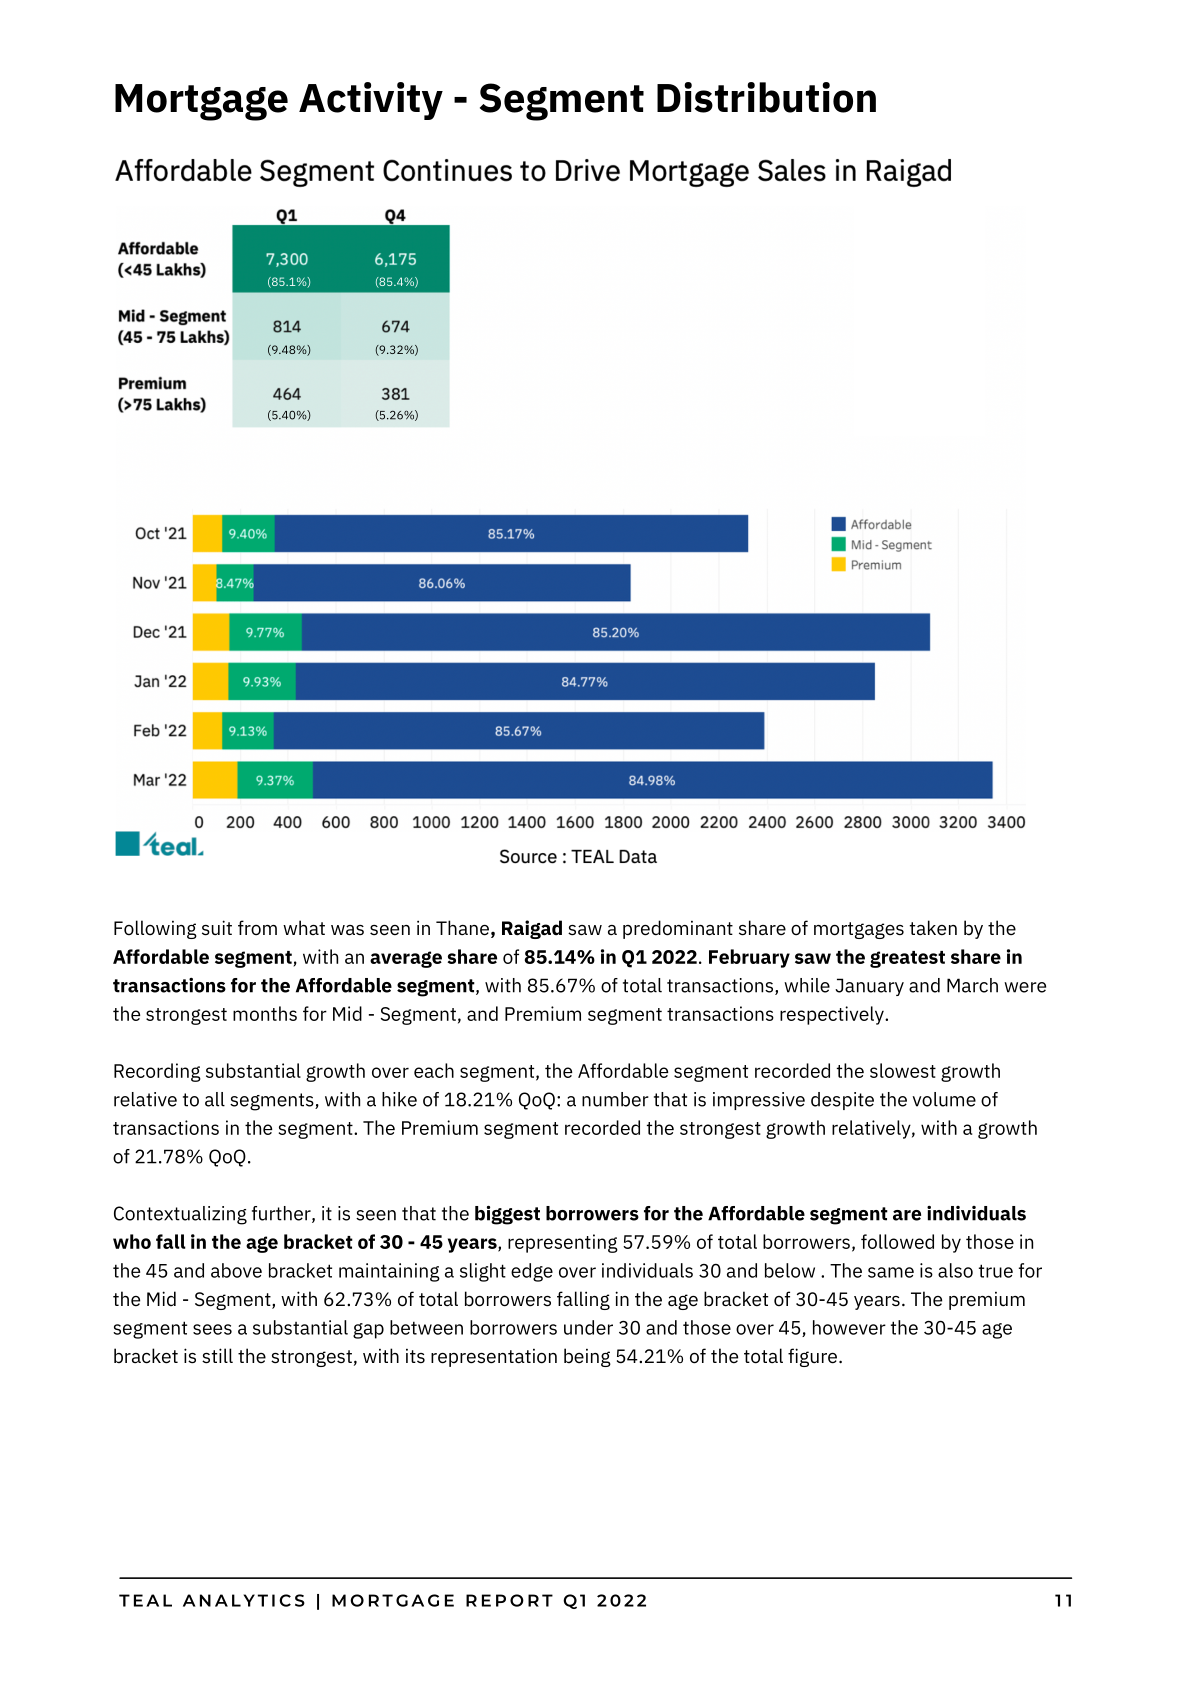 Mortgage Activity - Segment Distribution
Affordable Segment Continues to Drive Mortgage Sales in Raigad
Q1 Q4
Affordable
(<45 Lakhs)
7,300 6,175
(85.1%) (85.4%)
Mid - Segment
(45 - 75 Lakhs)
814 674
(9.48%) (9.32%)
Premium
(>75 Lakhs)
464 381
(5.40%) (5.26%)
Affordable
Mid - Segment
Premium
Oct '21 9.40% 85.17%
Nov '21 8.47% 86.06%
Dec '21 9.77% 85.20%
Jan '22 9.93% 84.77%
Feb '22 9.13% 85.67%
Mar '22 9.37% 84.98%
0 200 400 600 800 1000 1200 1400 1600 1800 2000 2200 2400 2600 2800 3000 3200 3400
teal.
Source : TEAL Data
Following suit from what was seen in Thane, Raigad saw a predominant share of mortgages taken by the
Affordable segment, with an average share of 85.14% in Q1 2022. February saw the greatest share in
transactions for the Affordable segment, with 85.67% of total transactions, while January and March were
the strongest months for Mid - Segment, and Premium segment transactions respectively.
Recording substantial growth over each segment, the Affordable segment recorded the slowest growth
relative to all segments, with a hike of 18.21% QoQ: a number that is impressive despite the volume of
transactions in the segment. The Premium segment recorded the strongest growth relatively, with a growth
of 21.78% QoQ.
Contextualizing further, it is seen that the biggest borrowers for the Affordable segment are individuals
who fall in the age bracket of 30 - 45 years, representing 57.59% of total borrowers, followed by those in
the 45 and above bracket maintaining a slight edge over individuals 30 and below . The same is also true for
the Mid - Segment, with 62.73% of total borrowers falling in the age bracket of 30-45 years. The premium
segment sees a substantial gap between borrowers under 30 and those over 45, however the 30-45 age
bracket is still the strongest, with its representation being 54.21% of the total figure.
TEAL ANALYTICS | MORTGAGE REPORT Q1 2022 11